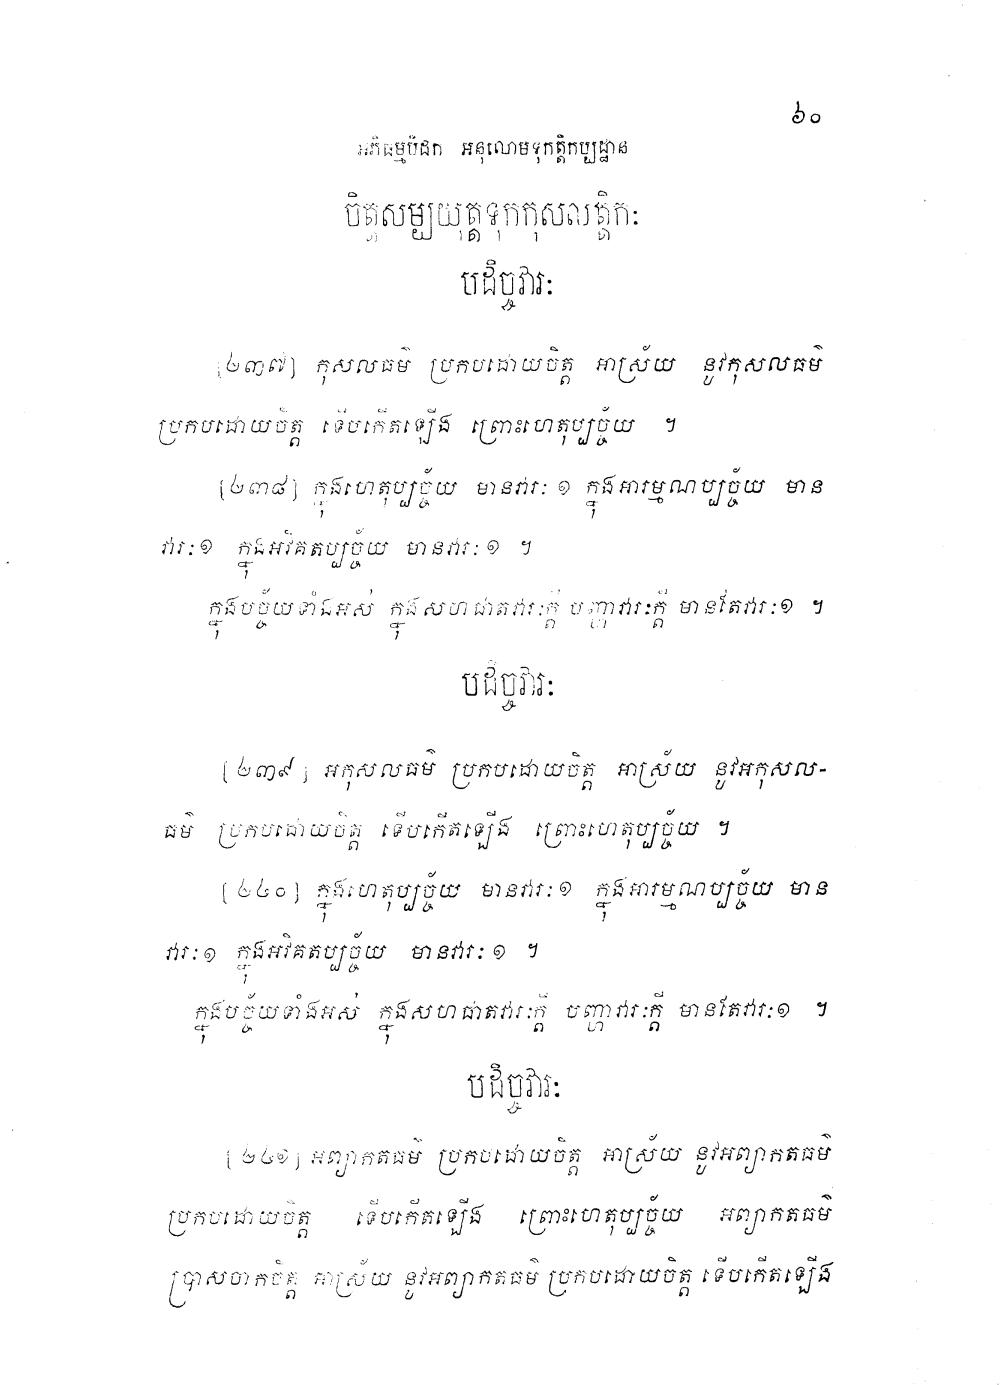 ៦០
អភិធម្មបិដក អនុលោមទុកត្តិកប្បដ្ឋាន
ចិត្តសម្បយុត្តទុកកុសលត្តិកៈ
បដិច្ចវារៈ
[២៣៧] កុសលធម៌ ប្រកបដោយចិត្ត អាស្រ័យ នូវកុសលធម៌
ប្រកបដោយចិត្ត ទើបកើតឡើង ព្រោះហេតុប្បច្ច័យ ។
[២៣៨] ក្នុងហេតុប្បច្ច័យ មានវារៈ១ ក្នុងអារម្មណប្បច្ច័យ មាន
វារៈ១ ក្នុងអវិគតប្បច្ច័យ មានវារៈ១ ។
ក្នុងបច្ច័យទាំងអស់ ក្នុងសហជាតវារៈក្តី បញ្ហាវារៈក្តី មានតែវារៈ១ ។
បដិច្ចវារៈ
[២៣៩] អកុសលធម៌ ប្រកបដោយចិត្ត អាស្រ័យ នូវអកុសល-
ធម៌ ប្រកបដោយចិត្ត ទើបកើតឡើង ព្រោះហេតុប្បច្ច័យ ។
[២៤០] ក្នុងហេតុប្បច្ច័យ មានវារៈ១ ក្នុងអារម្មណប្បច្ច័យ មាន
វារៈ១ ក្នុងអវិគតប្បច្ច័យ មានវារៈ១ ។
ក្នុងបច្ច័យទាំងអស់ ក្នុងសហជាតវារៈក្តី បញ្ហាវារៈក្តី មានតែវារៈ១ ។
បដិច្ចវារៈ
[២៤១] អព្យាកតធម៌ ប្រកបដោយចិត្ត អាស្រ័យ នូវអព្យាកតធម៌
ប្រកបដោយចិត្ត ទើបកើតឡើង ព្រោះហេតុប្បច្ច័យ អព្យាកតធម៌
ប្រាសចាកចិត្ត អាស្រ័យ នូវអព្យាកតធម៌ ប្រកបដោយចិត្ត ទើបកើតឡើង